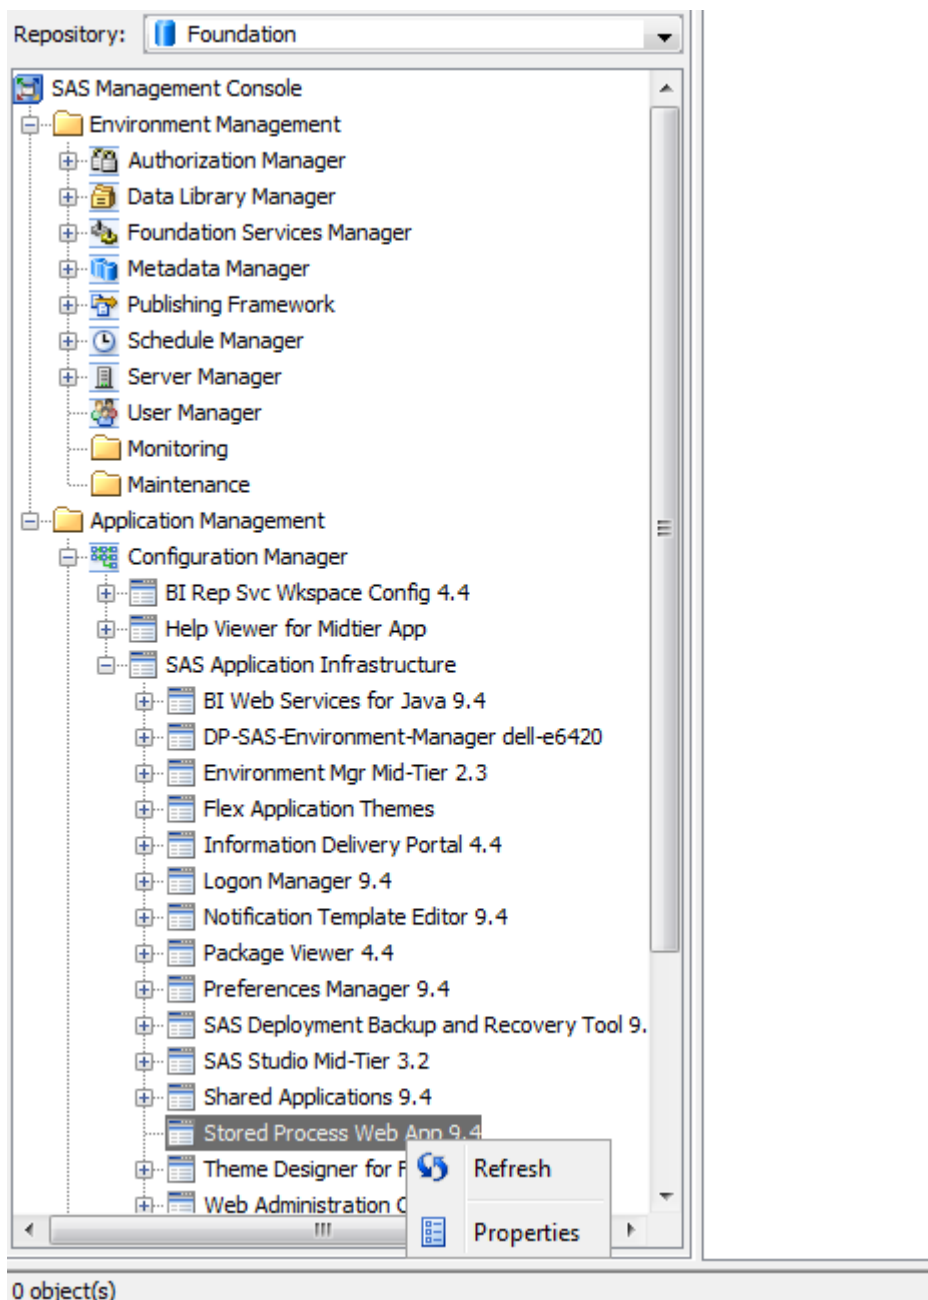 Repository: Foundation
SAS Management Console
Environment Management
Authorization Manager
Data Library Manager
Foundation Services Manager
Metadata Manager
Publishing Framework
Schedule Manager
Server Manager
User Manager
Monitoring
Maintenance
Application Management
Configuration Manager
BI Rep Svc Wkspace Config 4.4
Help Viewer for Midtier App
SAS Application Infrastructure
BI Web Services for Java 9.4
DP-SAS-Environment-Manager dell-e6420
Environment Mgr Mid-Tier 2.3
Flex Application Themes
Information Delivery Portal 4.4
Logon Manager 9.4
Notification Template Editor 9.4
Package Viewer 4.4
Preferences Manager 9.4
SAS Deployment Backup and Recovery Tool 9.
SAS Studio Mid-Tier 3.2
Shared Applications 9.4
Stored Process Web App 9.4
Theme Designer for F
Refresh
Web Administration C
Properties
0 object(s)